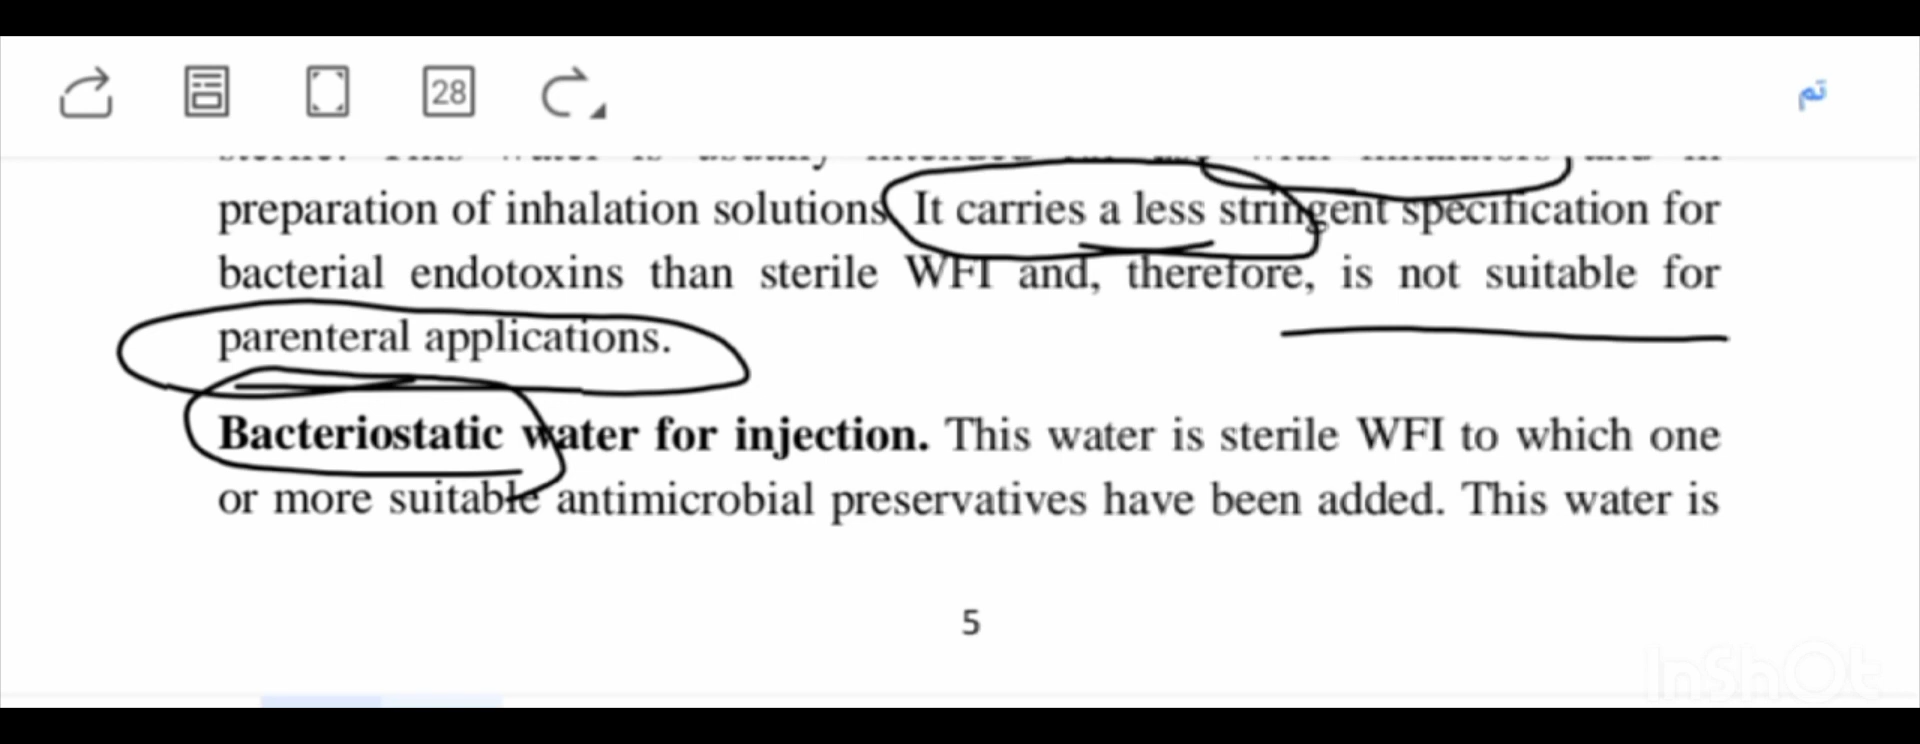 28
تم
preparation of inhalation solutions. It carries a less stringent specification for
bacterial endotoxins than sterile WFI and, therefore, is not suitable for
parenteral applications.
Bacteriostatic water for injection. This water is sterile WFI to which one
or more suitable antimicrobial preservatives have been added. This water is
5
InShOt